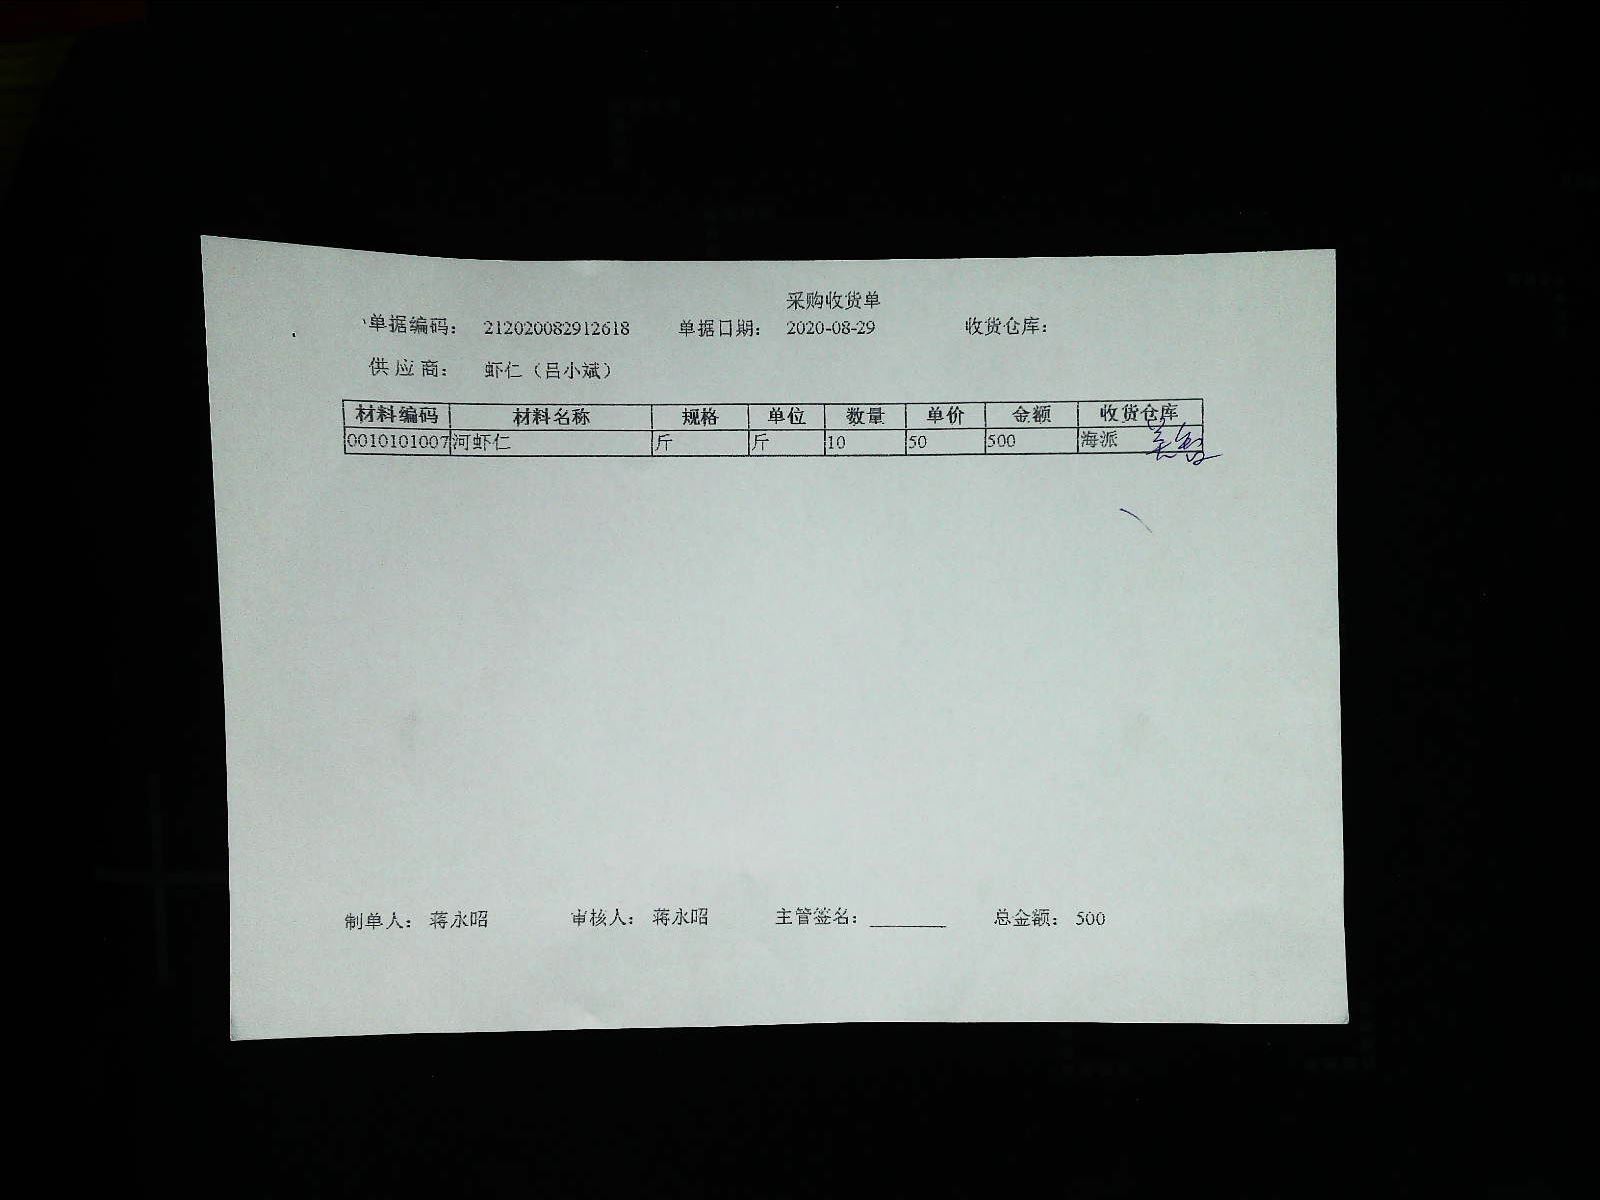 采购收货单
单据编码： 212020082912618 单据日期： 2020-08-29 收货仓库：
供应商： 虾仁（吕小斌）
材料编码 材料名称 规格 单位 数量 单价 金额 收货仓库
0010101007 河虾仁 斤 斤 10 50 500 海派
制单人： 蒋永昭 审核人： 蒋永昭 主管签名： 总金额： 500